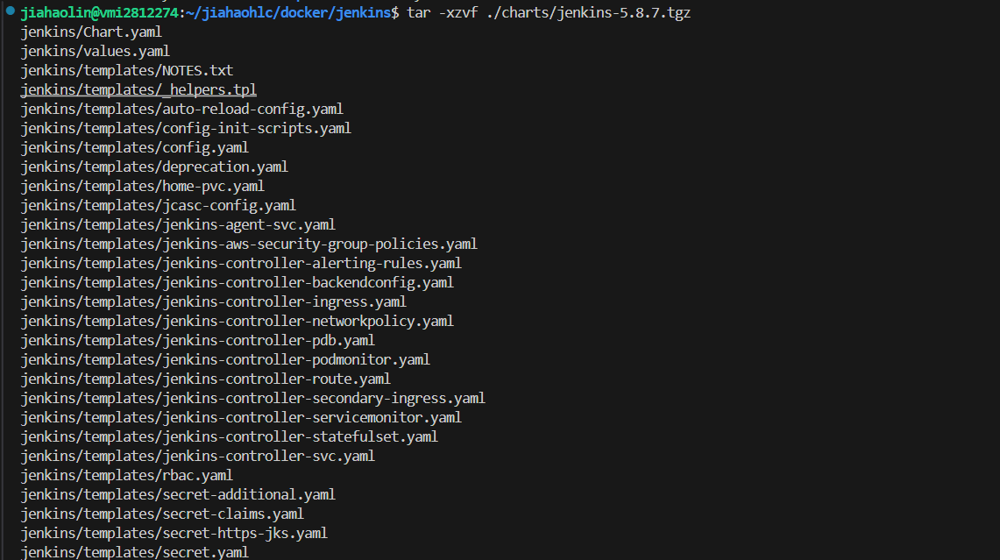 jiahaolin@vmi2812274:~/jiahaohlc/docker/jenkins$ tar -xzvf ./charts/jenkins-5.8.7.tgz
jenkins/Chart.yaml
jenkins/values.yaml
jenkins/templates/NOTES.txt
jenkins/templates/_helpers.tpl
jenkins/templates/auto-reload-config.yaml
jenkins/templates/config-init-scripts.yaml
jenkins/templates/config.yaml
jenkins/templates/deprecation.yaml
jenkins/templates/home-pvc.yaml
jenkins/templates/jcasc-config.yaml
jenkins/templates/jenkins-agent-svc.yaml
jenkins/templates/jenkins-aws-security-group-policies.yaml
jenkins/templates/jenkins-controller-alerting-rules.yaml
jenkins/templates/jenkins-controller-backendconfig.yaml
jenkins/templates/jenkins-controller-ingress.yaml
jenkins/templates/jenkins-controller-networkpolicy.yaml
jenkins/templates/jenkins-controller-pdb.yaml
jenkins/templates/jenkins-controller-podmonitor.yaml
jenkins/templates/jenkins-controller-route.yaml
jenkins/templates/jenkins-controller-secondary-ingress.yaml
jenkins/templates/jenkins-controller-servicemonitor.yaml
jenkins/templates/jenkins-controller-statefulset.yaml
jenkins/templates/jenkins-controller-svc.yaml
jenkins/templates/rbac.yaml
jenkins/templates/secret-additional.yaml
jenkins/templates/secret-claims.yaml
jenkins/templates/secret-https-jks.yaml
jenkins/templates/secret.yaml